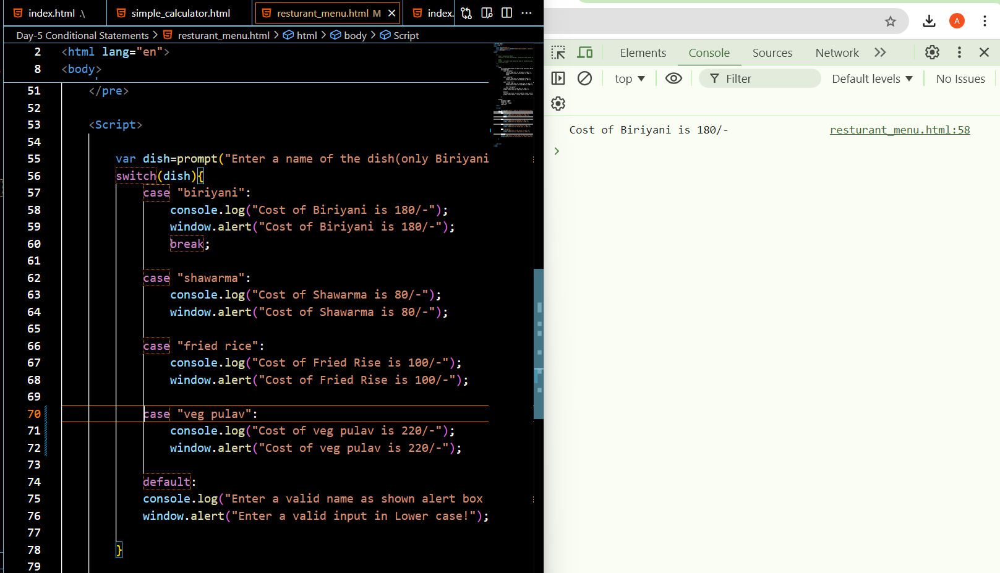 index.html .\ simple_calculator.html resturant_menu.html M index.
Day-5 Conditional Statements > resturant_menu.html > html > body > Script
2 <html lang="en">
8 <body>
51 </pre>
52
53 <Script>
54
55 var dish=prompt("Enter a name of the dish(only Biriyani
56 switch(dish){
57 case "biriyani":
58 console.log("Cost of Biriyani is 180/-");
59 window.alert("Cost of Biriyani is 180/-");
60 break;
61
62 case "shawarma":
63 console.log("Cost of Shawarma is 80/-");
64 window.alert("Cost of Shawarma is 80/-");
65
66 case "fried rice":
67 console.log("Cost of Fried Rise is 100/-");
68 window.alert("Cost of Fried Rise is 100/-");
69
70 case "veg pulav":
71 console.log("Cost of veg pulav is 220/-");
72 window.alert("Cost of veg pulav is 220/-");
73
74 default:
75 console.log("Enter a valid name as shown alert box
76 window.alert("Enter a valid input in Lower case!");
77
78 }
79
A
Elements Console Sources Network
top Filter Default levels No Issues
Cost of Biriyani is 180/- resturant_menu.html:58